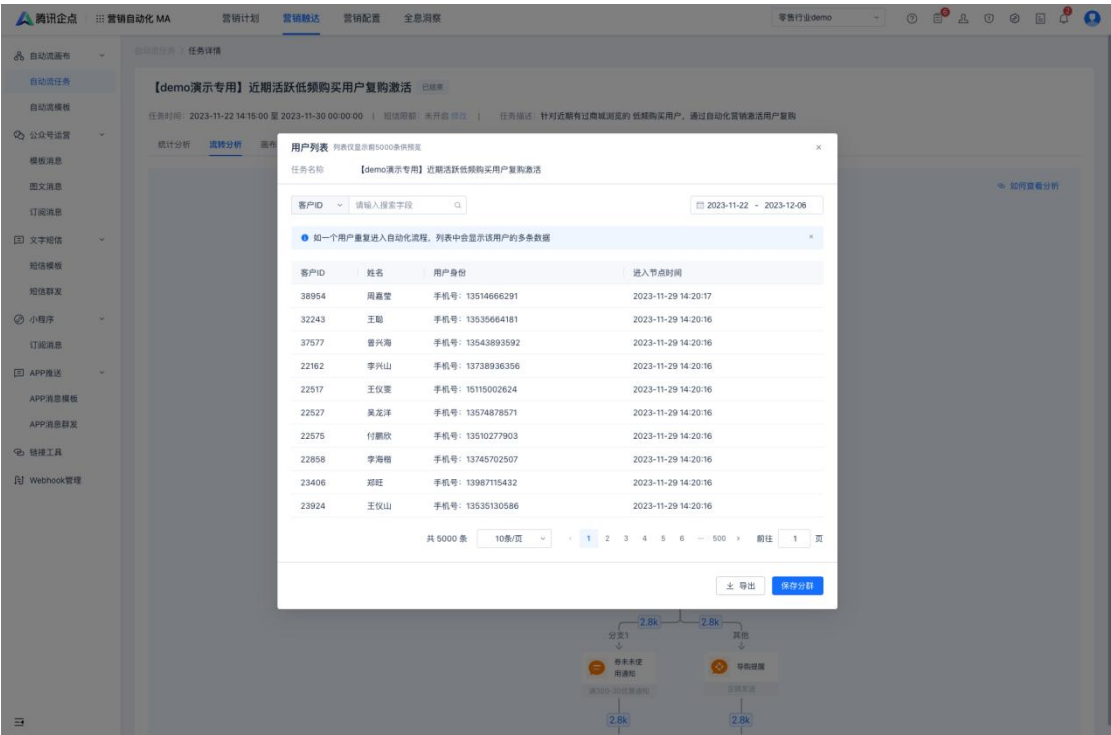 腾讯企点 营销自动化 MA 营销计划 营销触达 营销配置 全息洞察 零售行业demo
自动流画布
自动流任务
自动流模板
公众号运营
模板消息
图文消息
订阅消息
文字短信
短信模板
短信群发
小程序
订阅消息
APP推送
APP消息模板
APP消息群发
链接工具
Webhook管理
自动流任务 / 任务详情
【demo演示专用】近期活跃低频购买用户复购激活 已结束
任务时间: 2023-11-22 14:15:00 至 2023-11-30 00:00:00 | 短信限额: 未开启 修改 | 任务描述: 针对近期有过商城浏览的 低频购买用户,通过自动化营销激活用户复购
统计分析 流转分析 画布
如何查看分析
用户列表 列表仅显示前5000条供预览
任务名称 【demo演示专用】近期活跃低频购买用户复购激活
客户ID 请输入搜索字段 2023-11-22 - 2023-12-06
如一个用户重复进入自动化流程,列表中会显示该用户的多条数据
客户ID 姓名 用户身份 进入节点时间
38954 周嘉莹 手机号:13514666291 2023-11-29 14:20:17
32243 王聪 手机号:13535664181 2023-11-29 14:20:16
37577 曾兴海 手机号:13543893592 2023-11-29 14:20:16
22162 李兴山 手机号:13738936356 2023-11-29 14:20:16
22517 王仪雯 手机号:15115002624 2023-11-29 14:20:16
22527 吴龙洋 手机号:13574878571 2023-11-29 14:20:16
22575 付鹏欣 手机号:13510277903 2023-11-29 14:20:16
22858 李海楷 手机号:13745702507 2023-11-29 14:20:16
23406 郑旺 手机号:13987115432 2023-11-29 14:20:16
23924 王仪山 手机号:13535130586 2023-11-29 14:20:16
共 5000 条 10条/页 1 2 3 4 5 6 ··· 500 前往 1 页
导出 保存分群
2.8k 2.8k
分支1 其他
券未未使
用通知
导购提醒
2.8k 2.8k